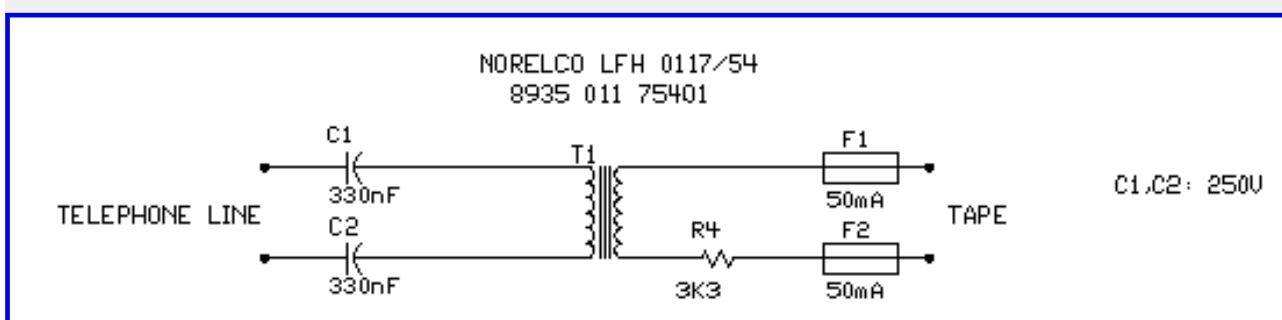 NORELCO LFH 0117/54
8935 011 75401
C1
330nF
TELEPHONE LINE
C2
330nF
T1
R4
3K3
F1
50mA
F2
50mA
TAPE
C1,C2: 250V